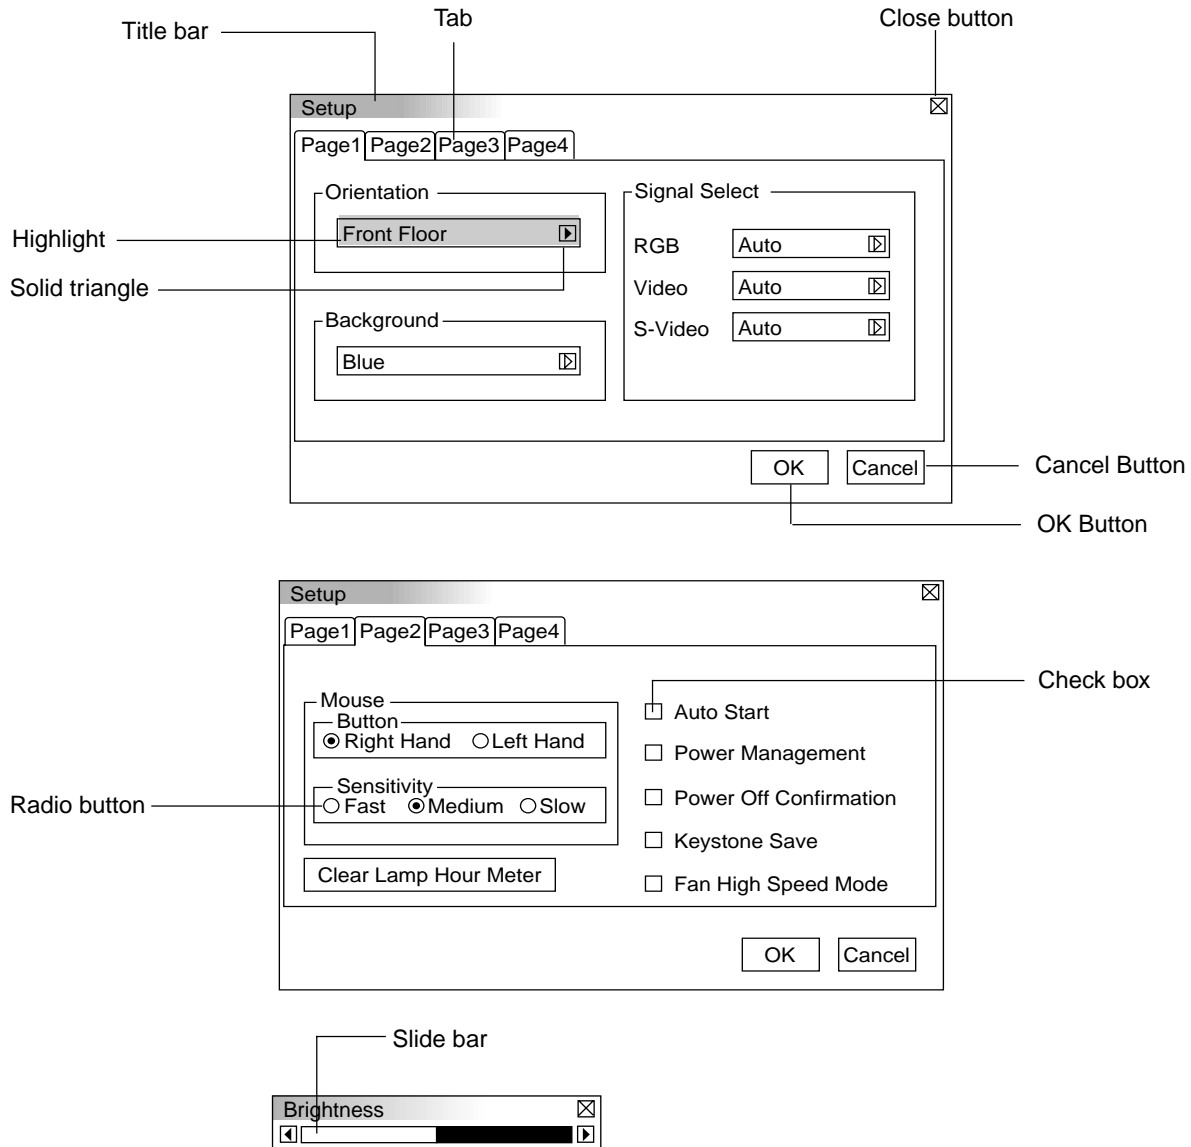 Title bar
Tab
Close button
Setup
Page1 Page2 Page3 Page4
Orientation
Signal Select
Highlight
Front Floor
RGB Auto
Solid triangle
Video Auto
Background
S-Video Auto
Blue
OK Cancel
Cancel Button
OK Button
Setup
Page1 Page2 Page3 Page4
Check box
Mouse
Button
Right Hand Left Hand
Sensitivity
Radio button
Fast Medium Slow
Clear Lamp Hour Meter
Auto Start
Power Management
Power Off Confirmation
Keystone Save
Fan High Speed Mode
OK Cancel
Slide bar
Brightness